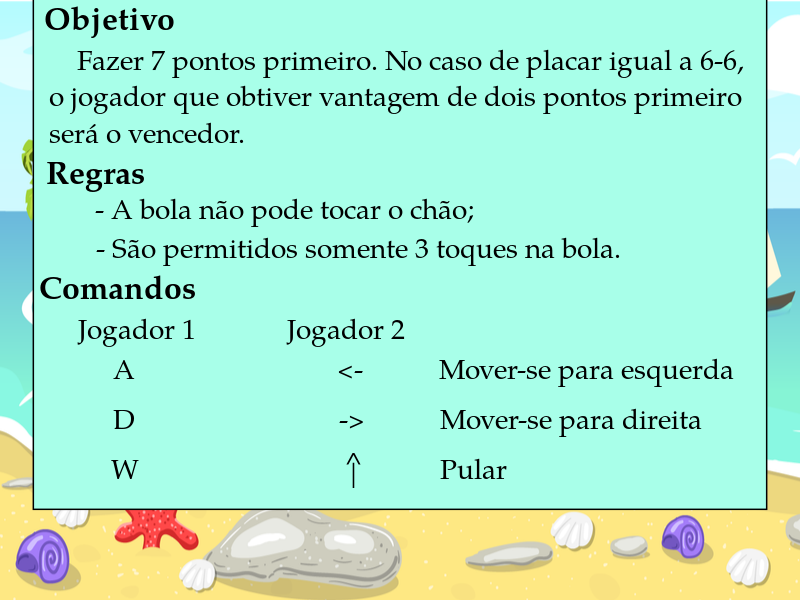 Objetivo
Fazer 7 pontos primeiro. No caso de placar igual a 6-6,
o jogador que obtiver vantagem de dois pontos primeiro
será o vencedor.
Regras
- A bola não pode tocar o chão;
- São permitidos somente 3 toques na bola.
Comandos
Jogador 1 Jogador 2
A <- Mover-se para esquerda
D -> Mover-se para direita
W ↑ Pular